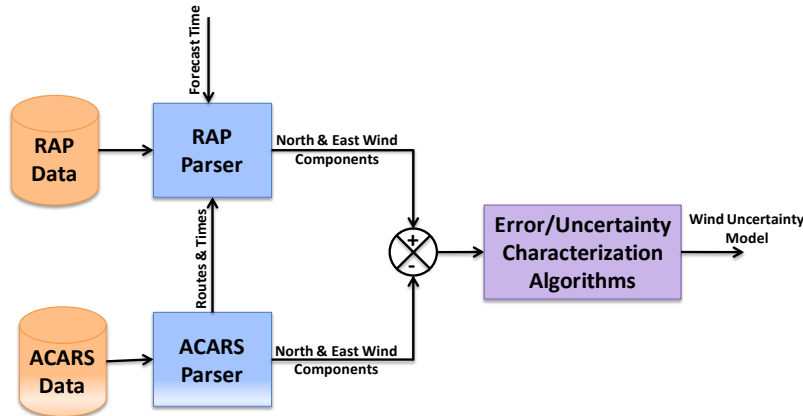 Forecast Time
RAP
Data
RAP
Parser
North & East Wind
Components
Routes & Times
+
-
Error/Uncertainty
Characterization
Algorithms
Wind Uncertainty
Model
ACARS
Data
ACARS
Parser
North & East Wind
Components